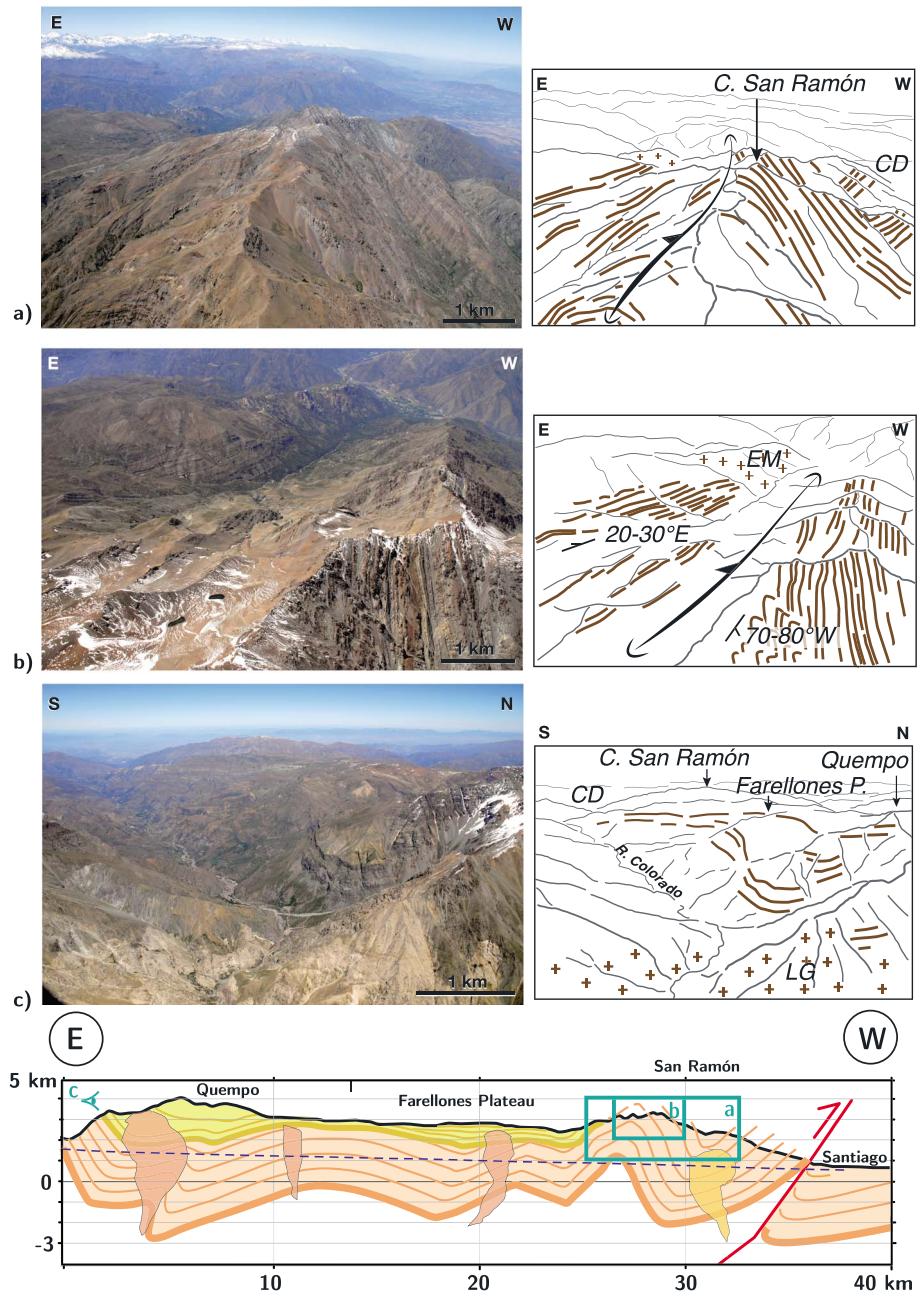 E W
1 km
a)
E W
C. San Ramón
CD
E W
1 km
b)
E W
EM
20-30°E
70-80°W
S N
1 km
c)
S N
C. San Ramón Quempo
CD Farellones P.
R. Colorado
LG
E W
San Ramón
5 km
c Quempo Farellones Plateau b a
Santiago
0
-3
10 20 30 40 km